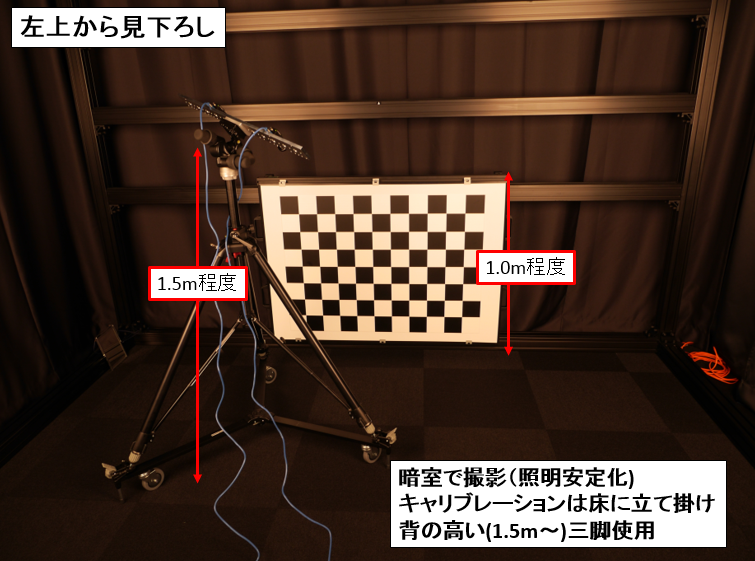 左上から見下ろし
1.5m程度
1.0m程度
暗室で撮影(照明安定化)
キャリブレーションは床に立て掛け
背の高い(1.5m～)三脚使用